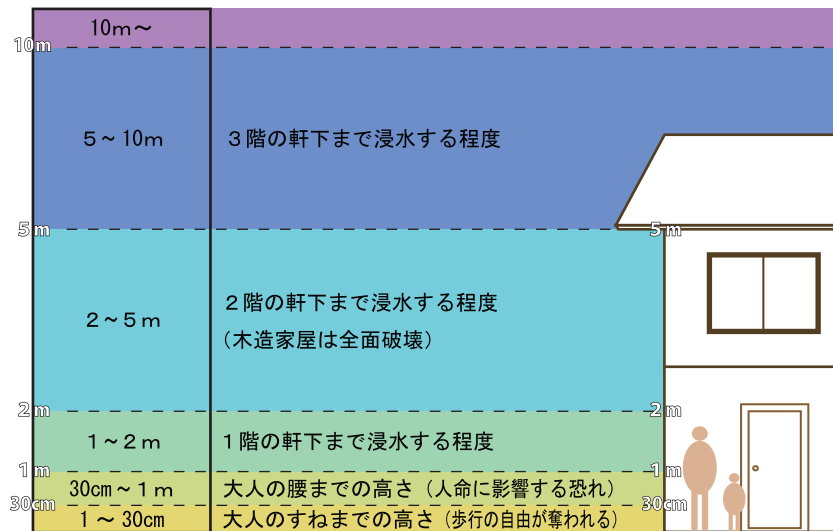 10m～
10m
5～10m 3階の軒下まで浸水する程度
5m 5m
2～5m 2階の軒下まで浸水する程度
(木造家屋は全面破壊)
2m 2m
1～2m 1階の軒下まで浸水する程度
1m 1m
30cm～1m 大人の腰までの高さ(人命に影響する恐れ)
30cm 30cm
1～30cm 大人のすねまでの高さ(歩行の自由が奪われる)